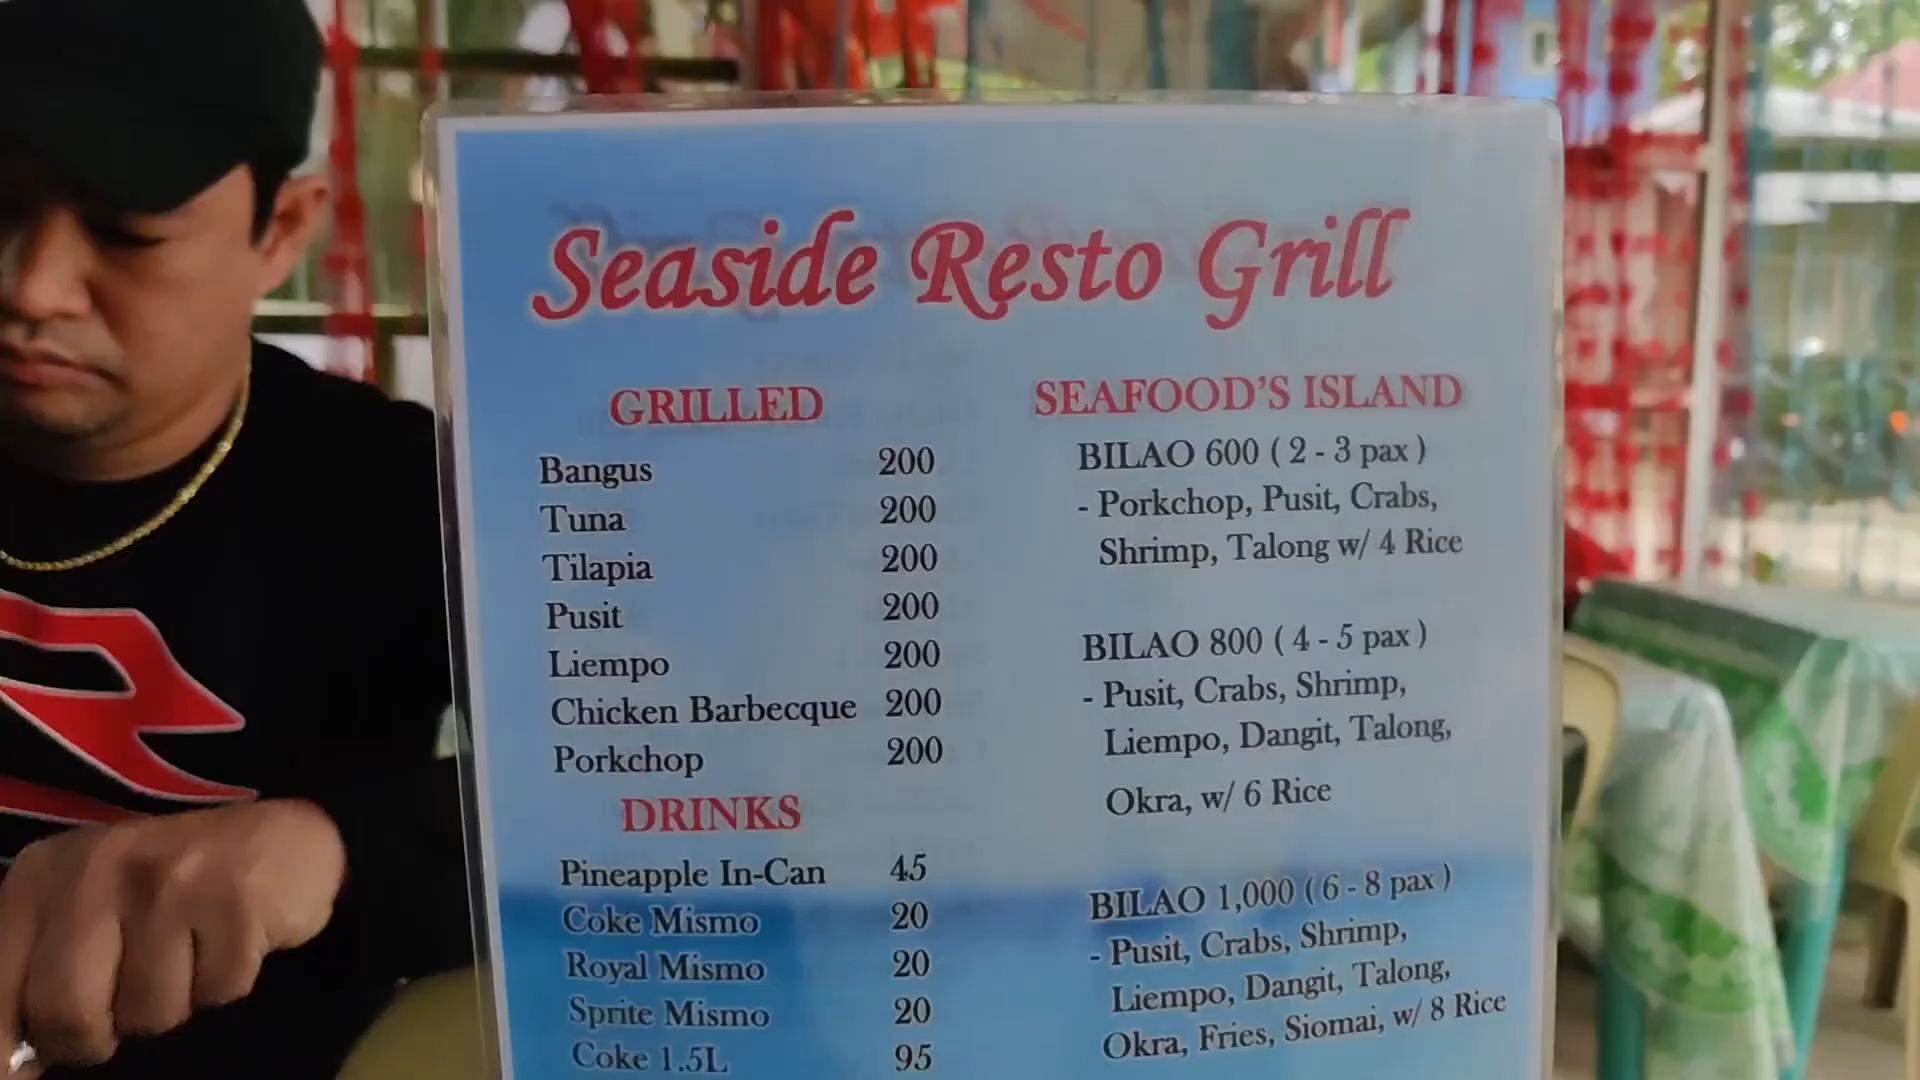 Seaside Resto Grill
GRILLED
Bangus 200
Tuna 200
Tilapia 200
Pusit 200
Liempo 200
Chicken Barbecque 200
Porkchop 200
DRINKS
Pineapple In-Can 45
Coke Mismo 20
Royal Mismo 20
Sprite Mismo 20
Coke 1.5L 95
SEAFOOD'S ISLAND
BILAO 600 ( 2 - 3 pax )
- Porkchop, Pusit, Crabs,
Shrimp, Talong w/ 4 Rice
BILAO 800 ( 4 - 5 pax )
- Pusit, Crabs, Shrimp,
Liempo, Dangit, Talong,
Okra, w/ 6 Rice
BILAO 1,000 ( 6 - 8 pax )
- Pusit, Crabs, Shrimp,
Liempo, Dangit, Talong,
Okra, Fries, Siomai, w/ 8 Rice